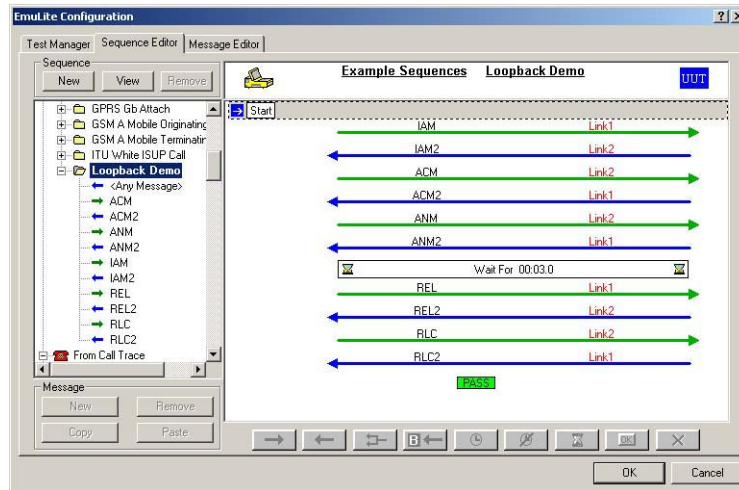 EmuLite Configuration
Test Manager Sequence Editor Message Editor
Sequence
New View Remove
Example Sequences Loopback Demo
UUT
GPRS Gb Attach
GSM A Mobile Originating
GSM A Mobile Terminatir
ITU White ISUP Call
Loopback Demo
<Any Message>
ACM
ACM2
ANM
ANM2
IAM
IAM2
REL
REL2
RLC
RLC2
From Call Trace
Message
New Remove
Copy Paste
Start
IAM Link1
IAM2 Link2
ACM Link2
ACM2 Link1
ANM Link2
ANM2 Link1
Wait For 00:03.0
REL Link1
REL2 Link2
RLC Link2
RLC2 Link1
PASS
B
OK
OK Cancel